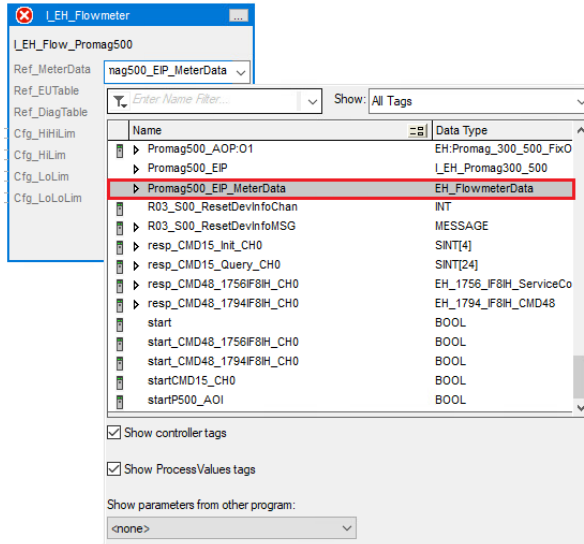 I_EH_Flowmeter ...
I_EH_Flow_Promag500
Ref_MeterData mag500_EIP_MeterData
Ref_EUTable
Ref_DiagTable
Cfg_HiHiLim
Cfg_HiLim
Cfg_LoLim
Cfg_LoLoLim
Enter Name Filter... Show: All Tags
Name Data Type
Promag500_AOP:O1 EH:Promag_300_500_FixO
Promag500_EIP I_EH_Promag300_500
Promag500_EIP_MeterData EH_FlowmeterData
R03_S00_ResetDevInfoChan INT
R03_S00_ResetDevInfoMSG MESSAGE
resp_CMD15_Init_CH0 SINT[4]
resp_CMD15_Query_CH0 SINT[24]
resp_CMD48_1756IF8IH_CH0 EH_1756_IF8IH_ServiceCo
resp_CMD48_1794IF8IH_CH0 EH_1794_IF8IH_CMD48
start BOOL
start_CMD48_1756IF8IH_CH0 BOOL
start_CMD48_1794IF8IH_CH0 BOOL
startCMD15_CH0 BOOL
startP500_AOI BOOL
Show controller tags
Show ProcessValues tags
Show parameters from other program:
<none>